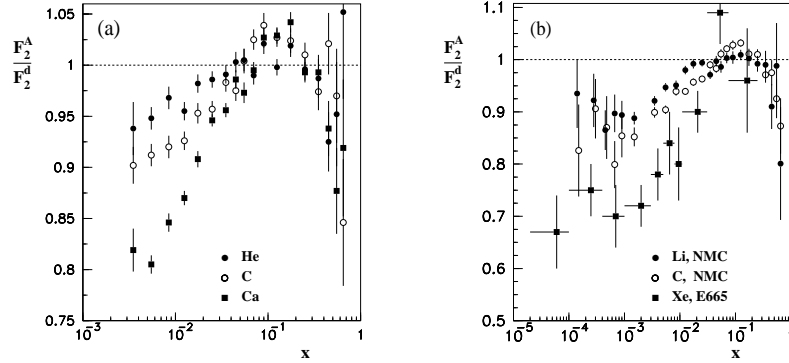 (a)
F₂ᴬ
F₂ᵈ
1.05
1
0.95
0.9
0.85
0.8
0.75
He
C
Ca
10⁻³ 10⁻² 10⁻¹ 1
x
(b)
F₂ᴬ
F₂ᵈ
1.1
1
0.9
0.8
0.7
0.6
0.5
Li, NMC
C, NMC
Xe, E665
10⁻⁵ 10⁻⁴ 10⁻³ 10⁻² 10⁻¹ 1
x